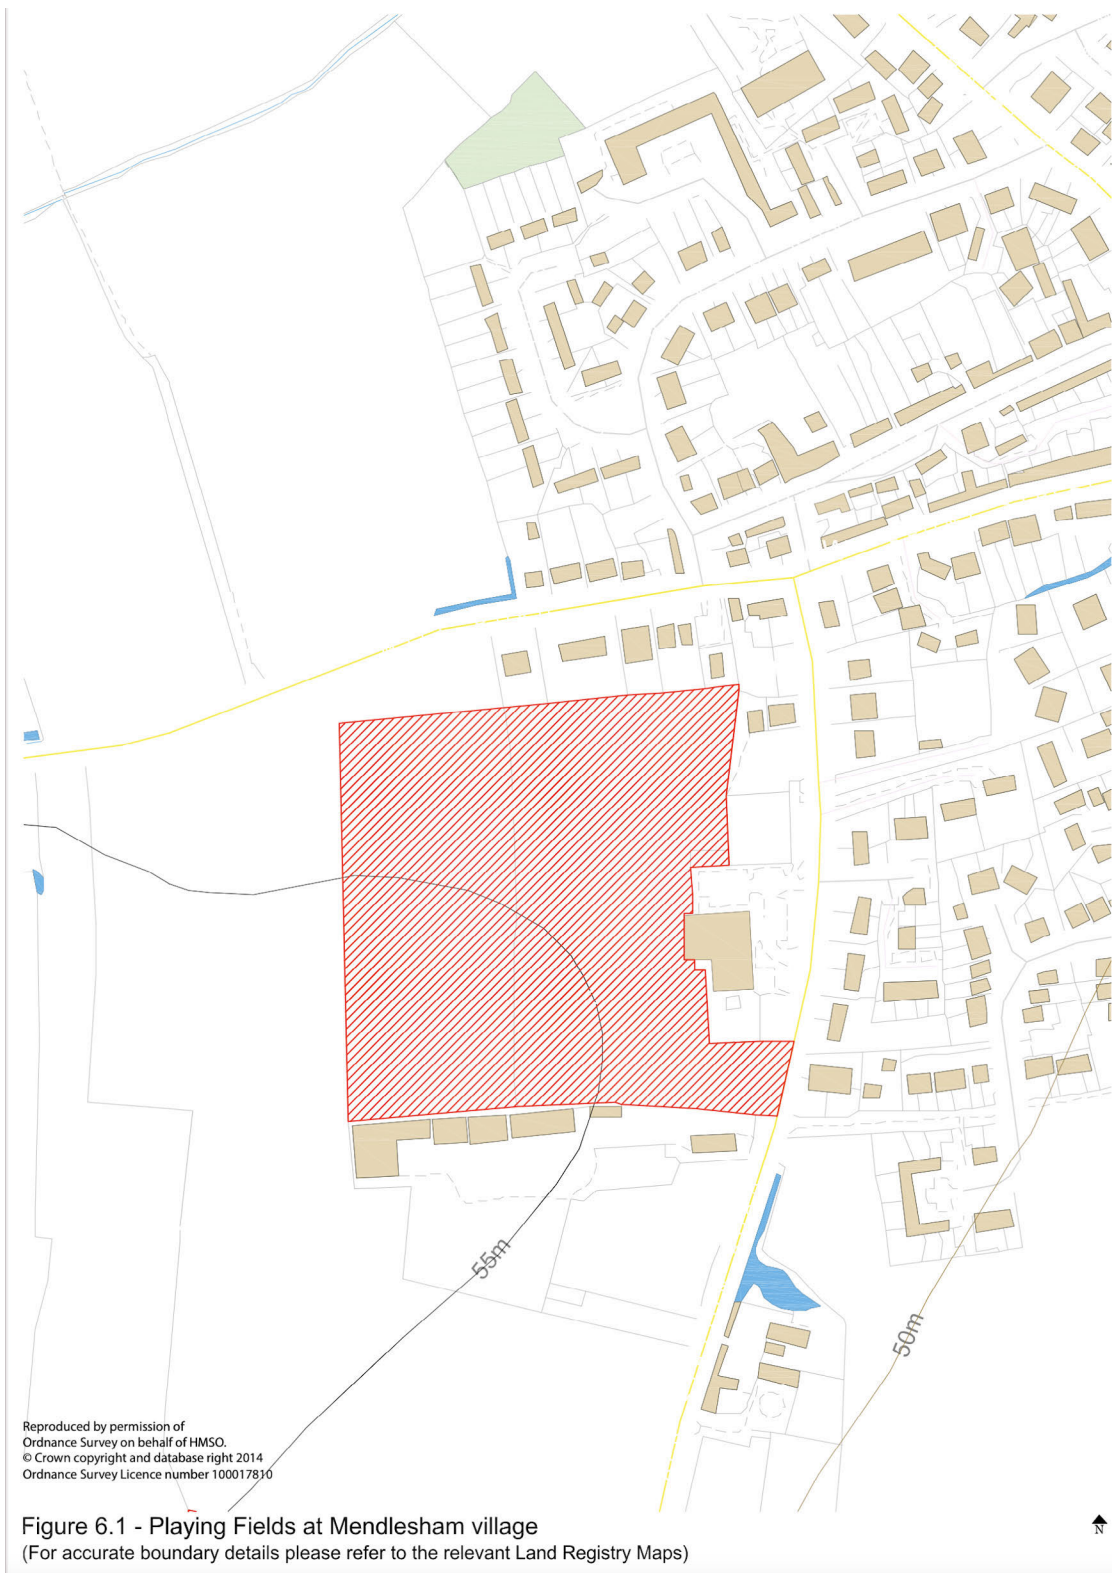 55m
50m
Reproduced by permission of
Ordnance Survey on behalf of HMSO.
© Crown copyright and database right 2014
Ordnance Survey Licence number 100017810
Figure 6.1 - Playing Fields at Mendlesham village
(For accurate boundary details please refer to the relevant Land Registry Maps)
N